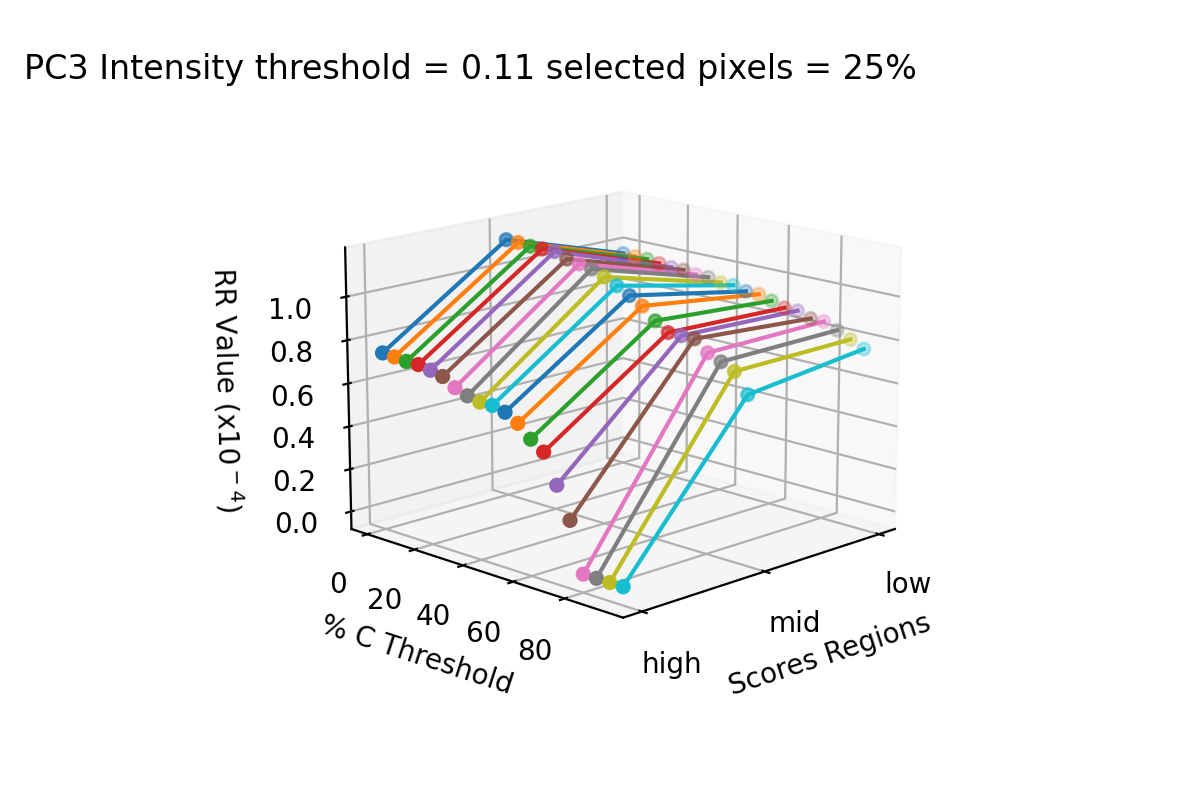 PC3 Intensity threshold = 0.11 selected pixels = 25%
RR Value (x10⁻⁴)
1.0
0.8
0.6
0.4
0.2
0.0
0
20
40
60
80
% C Threshold
high
mid
low
Scores Regions